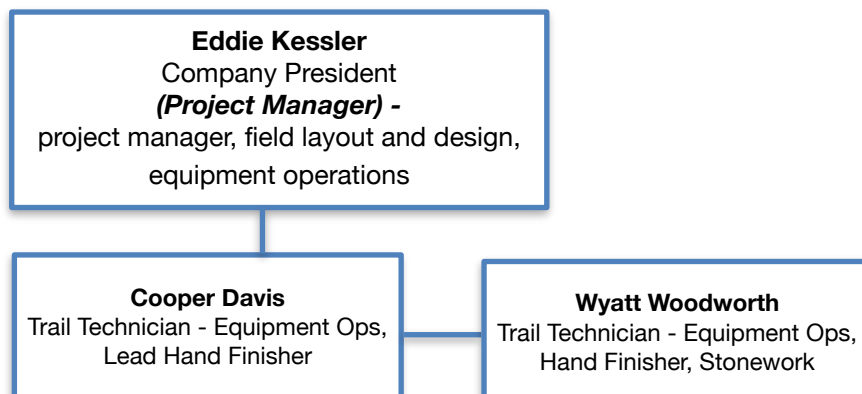 Eddie Kessler
Company President
(Project Manager) -
project manager, field layout and design,
equipment operations
Cooper Davis
Trail Technician - Equipment Ops,
Lead Hand Finisher
Wyatt Woodworth
Trail Technician - Equipment Ops,
Hand Finisher, Stonework